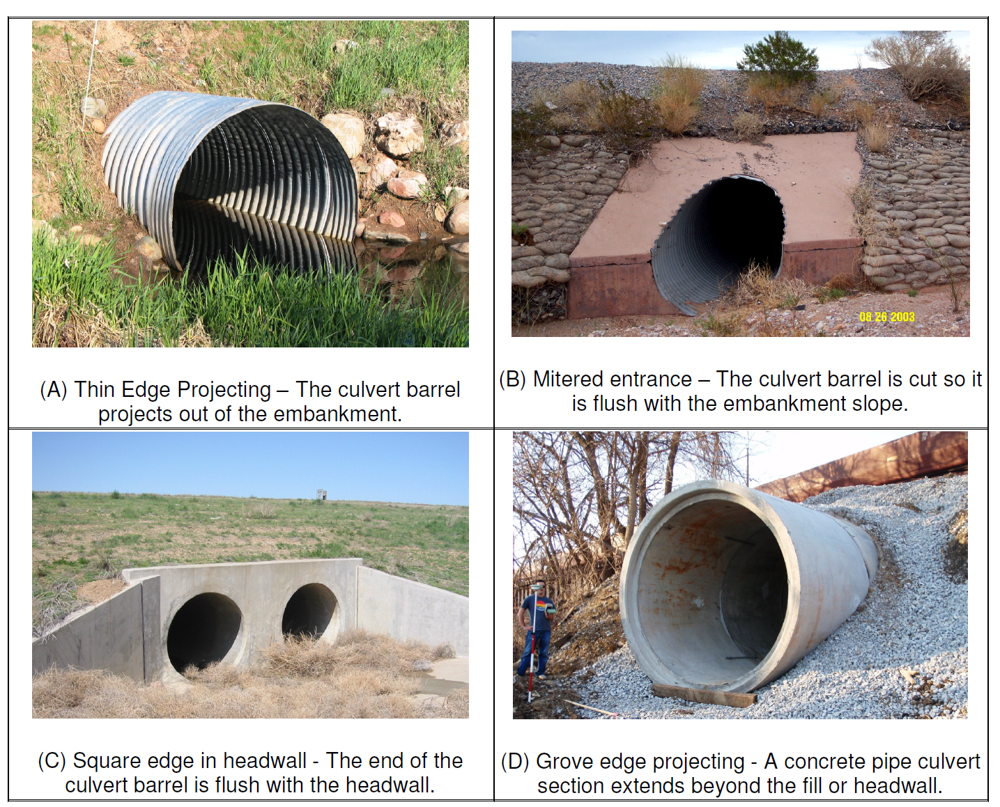 08 26 2003
(A) Thin Edge Projecting – The culvert barrel
projects out of the embankment.
(B) Mitered entrance – The culvert barrel is cut so it
is flush with the embankment slope.
(C) Square edge in headwall - The end of the
culvert barrel is flush with the headwall.
(D) Grove edge projecting - A concrete pipe culvert
section extends beyond the fill or headwall.